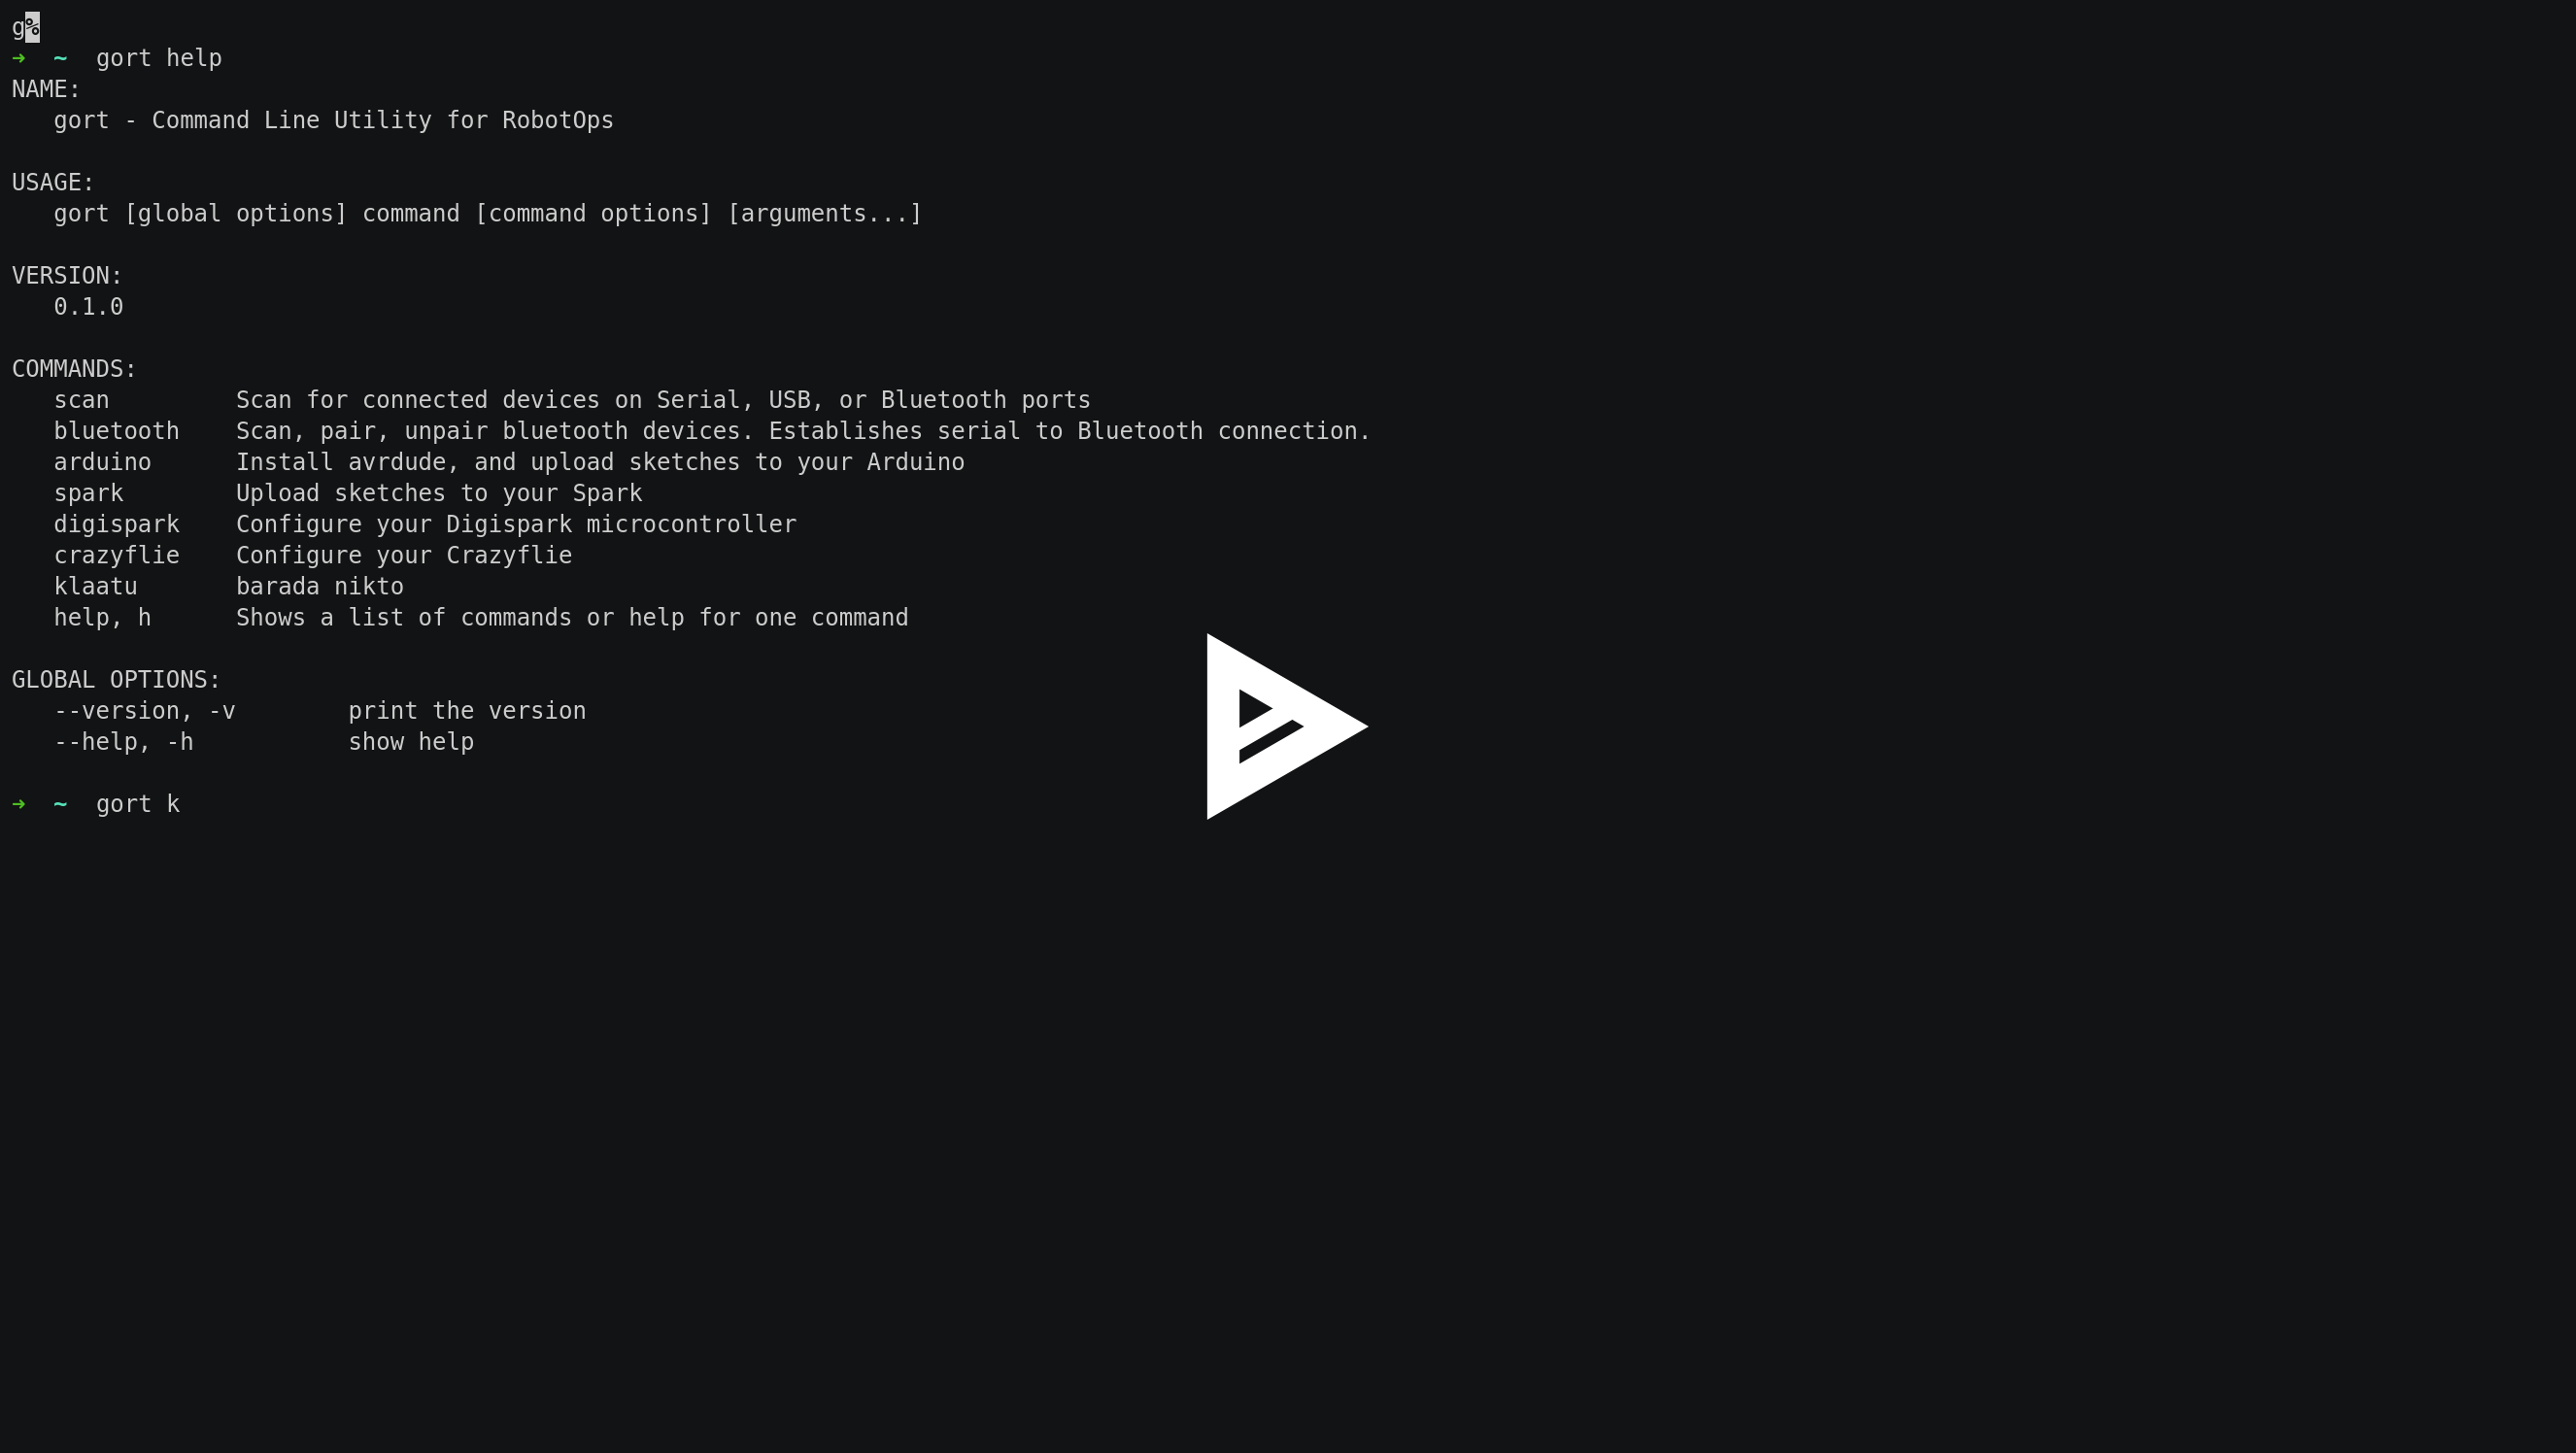 g%
➜  ~  gort help
NAME:
   gort - Command Line Utility for RobotOps

USAGE:
   gort [global options] command [command options] [arguments...]

VERSION:
   0.1.0

COMMANDS:
   scan         Scan for connected devices on Serial, USB, or Bluetooth ports
   bluetooth    Scan, pair, unpair bluetooth devices. Establishes serial to Bluetooth connection.
   arduino      Install avrdude, and upload sketches to your Arduino
   spark        Upload sketches to your Spark
   digispark    Configure your Digispark microcontroller
   crazyflie    Configure your Crazyflie
   klaatu       barada nikto
   help, h      Shows a list of commands or help for one command

GLOBAL OPTIONS:
   --version, -v        print the version
   --help, -h           show help

➜  ~  gort k